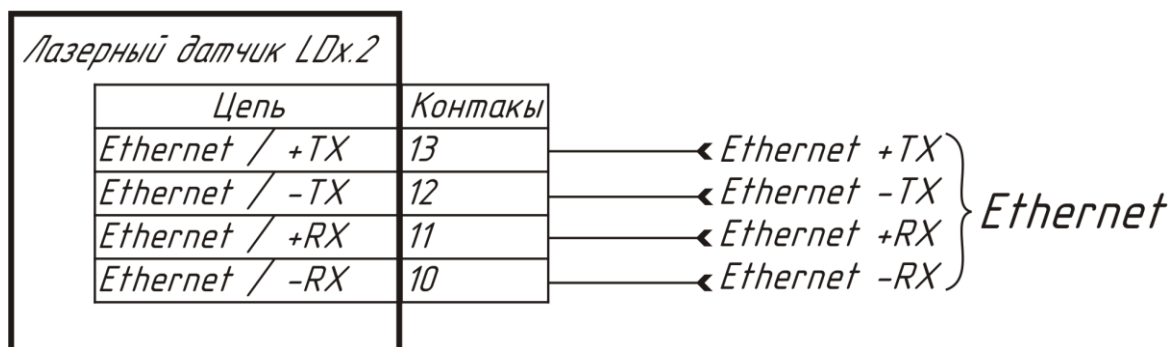 Лазерный датчик LDx.2
Цепь Контакы
Ethernet / +TX 13 Ethernet +TX
Ethernet / -TX 12 Ethernet -TX
Ethernet / +RX 11 Ethernet +RX
Ethernet / -RX 10 Ethernet -RX
Ethernet